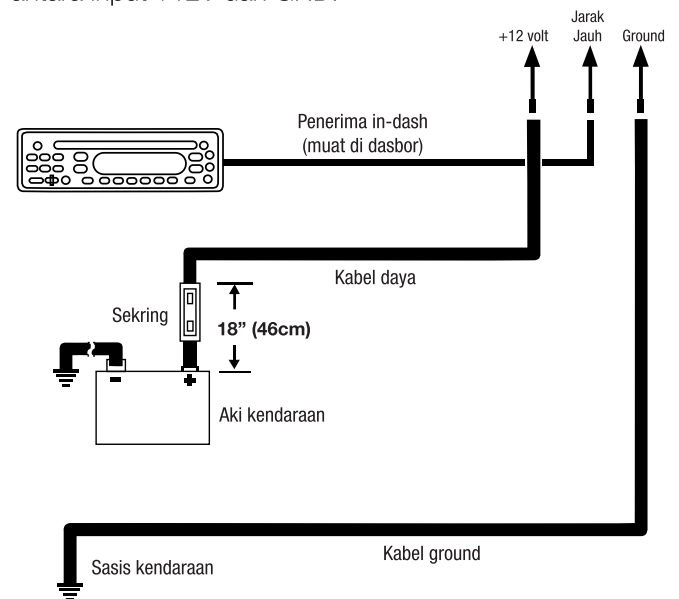 Jarak
Jauh
+12 volt
Ground
Penerima in-dash
(muat di dasbor)
Kabel daya
Sekring
18” (46cm)
Aki kendaraan
Kabel ground
Sasis kendaraan